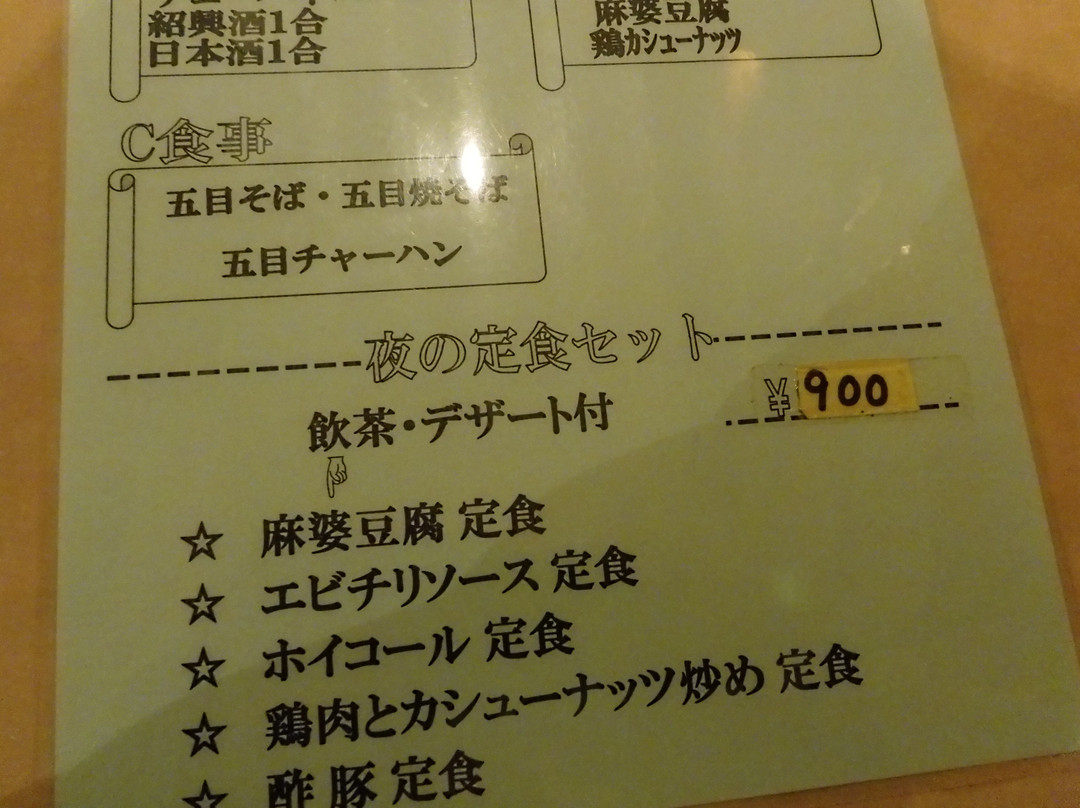 紹興酒1合
日本酒1合
麻婆豆腐
鶏カシューナッツ
C食事
五目そば・五目焼そば
五目チャーハン
夜の定食セット
¥900
飲茶・デザート付
☆ 麻婆豆腐 定食
☆ エビチリソース 定食
☆ ホイコール 定食
☆ 鶏肉とカシューナッツ炒め 定食
☆ 酢豚 定食